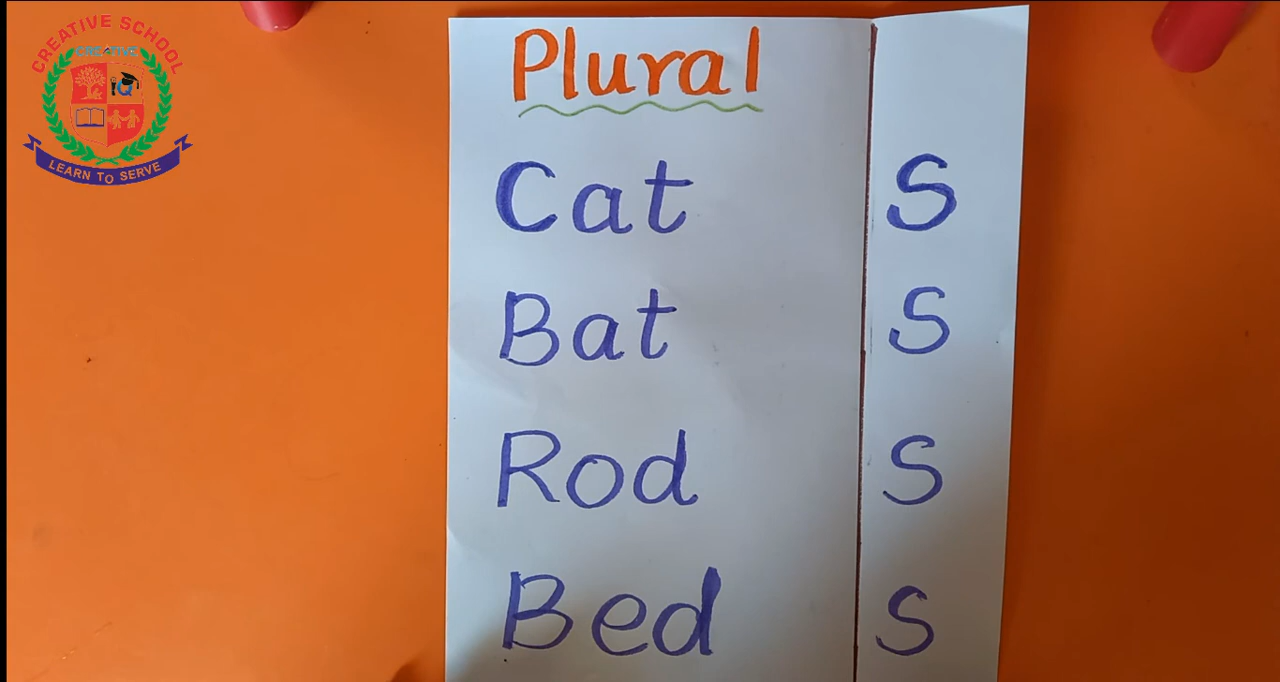 CREATIVE SCHOOL
CREATIVE
IQ
LEARN TO SERVE
Plural
Cat S
Bat S
Rod S
Bed S